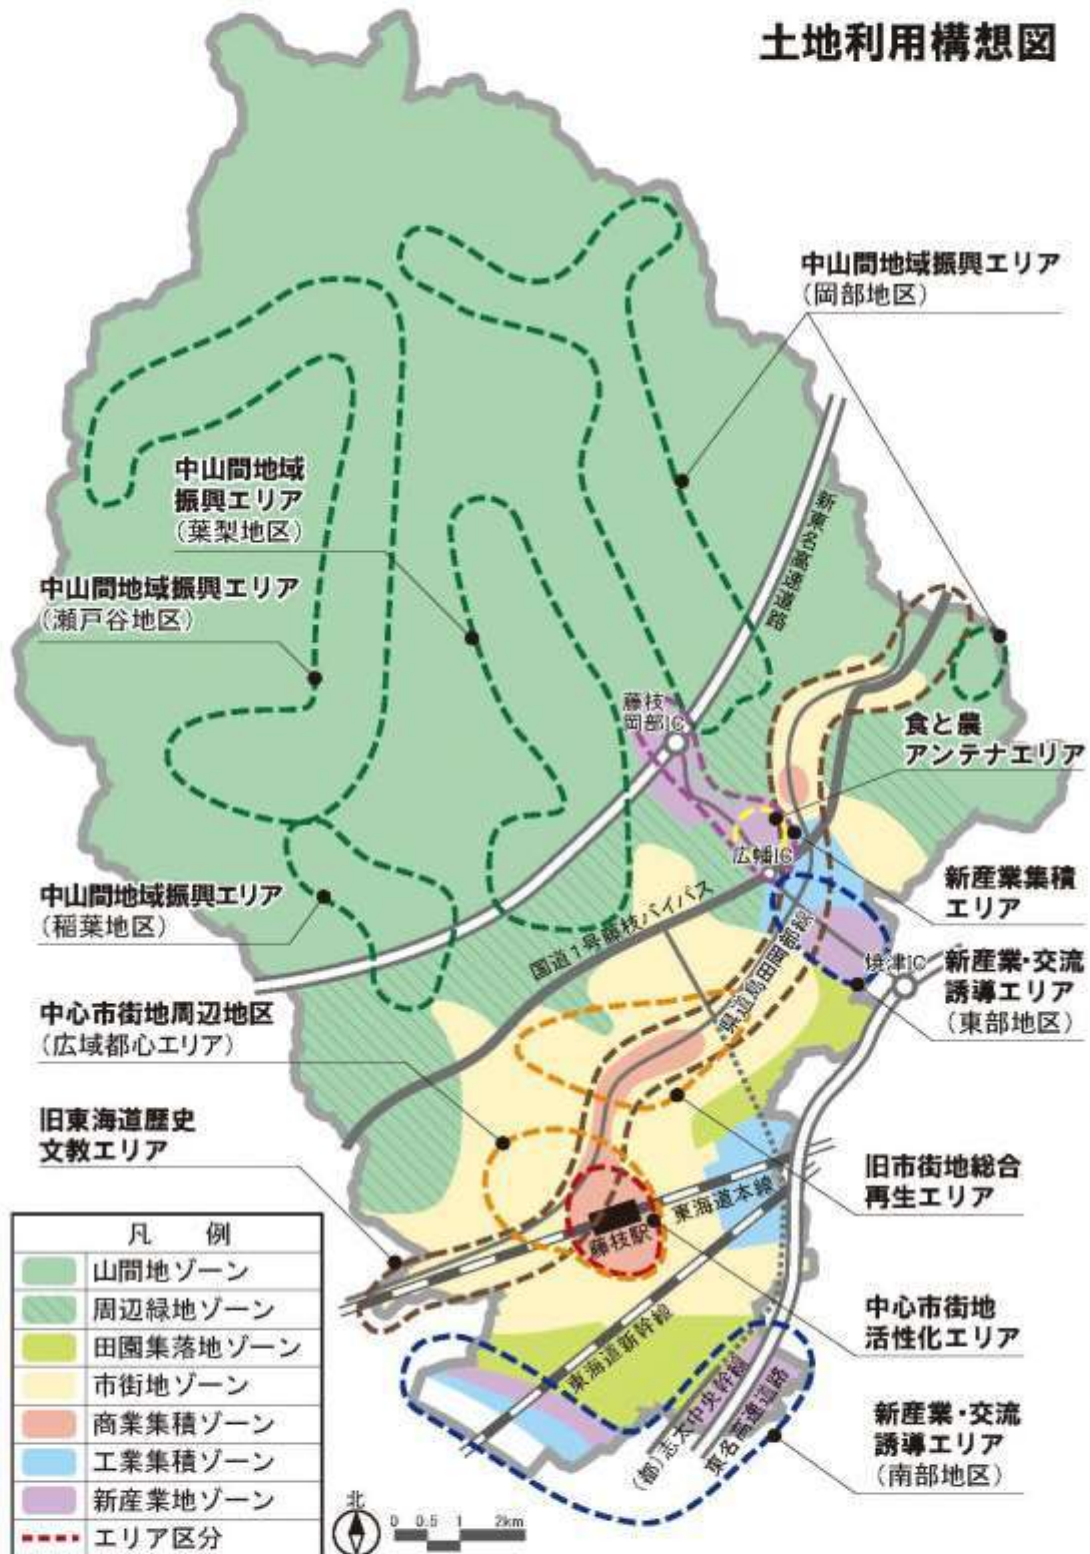 土地利用構想図
中山間地域振興エリア
（岡部地区）
中山間地域
振興エリア
（葉梨地区）
新東名高速道路
中山間地域振興エリア
（瀬戸谷地区）
藤枝
岡部IC
食と農
アンテナエリア
広幡IC
中山間地域振興エリア
（稲葉地区）
新産業集積
エリア
国道1号藤枝バイパス
県道島田岡部線
焼津IC
新産業・交流
誘導エリア
（東部地区）
中心市街地周辺地区
（広域都心エリア）
旧東海道歴史
文教エリア
旧市街地総合
再生エリア
東海道本線
藤枝駅
中心市街地
活性化エリア
東海道新幹線
（都）志太中央幹線
東名高速道路
新産業・交流
誘導エリア
（南部地区）
凡 例
山間地ゾーン
周辺緑地ゾーン
田園集落地ゾーン
市街地ゾーン
商業集積ゾーン
工業集積ゾーン
新産業地ゾーン
エリア区分
北
0 0.5 1 2km